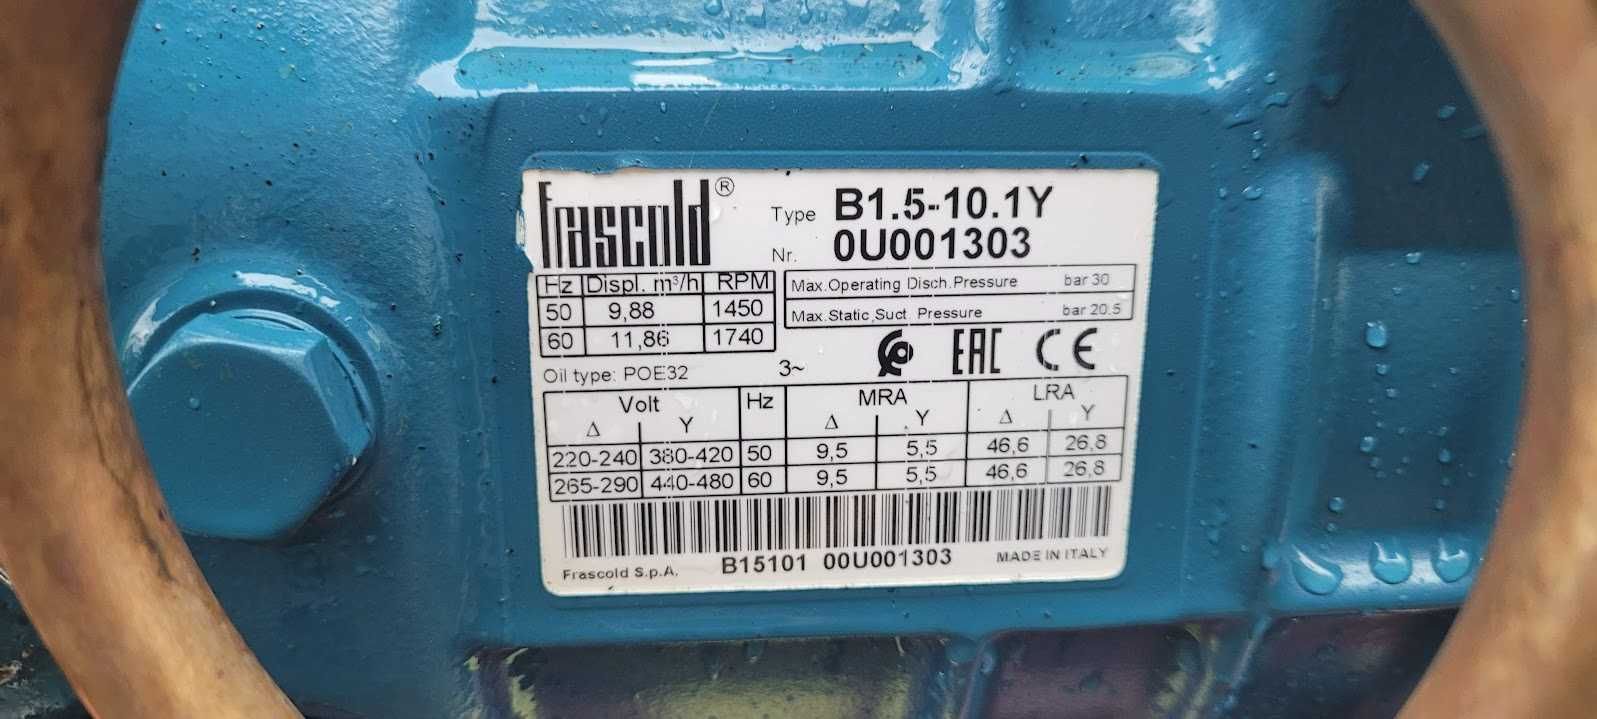 Frascold®
Type B1.5-10.1Y
Nr. 0U001303
Hz Displ. m³/h RPM
50 9,88 1450
60 11,86 1740
Max.Operating Disch.Pressure bar 30
Max.Static Suct. Pressure bar 20.5
Oil type: POE32 3~ EAC CE
Volt Hz MRA LRA
Δ Y Δ Y Δ Y
220-240 380-420 50 9,5 5,5 46,6 26,8
265-290 440-480 60 9,5 5,5 46,6 26,8
Frascold S.p.A. B15101 00U001303 MADE IN ITALY